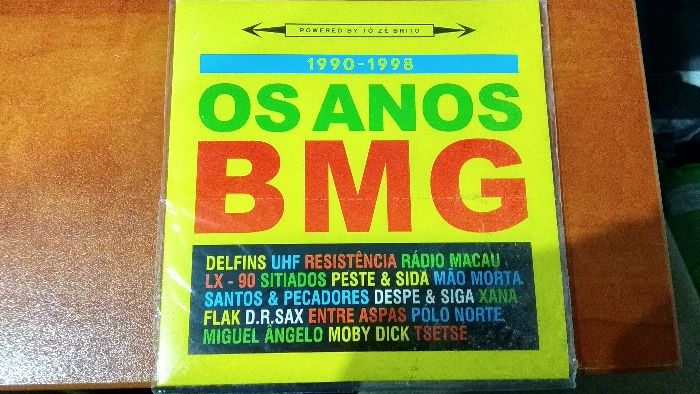 POWERED BY TÓ ZÉ BRITO
1990-1998
OS ANOS
BMG
DELFINS UHF RESISTÊNCIA RÁDIO MACAU
LX - 90 SITIADOS PESTE & SIDA MÃO MORTA
SANTOS & PECADORES DESPE & SIGA XANA
FLAK D.R.SAX ENTRE ASPAS POLO NORTE
MIGUEL ÂNGELO MOBY DICK TSÉTSÉ